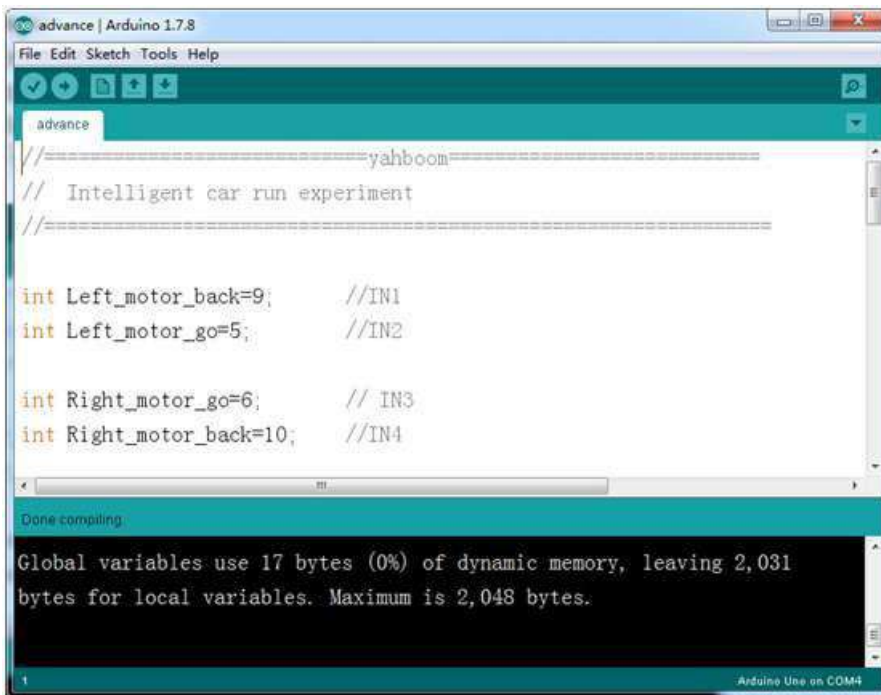 advance | Arduino 1.7.8
File Edit Sketch Tools Help
advance
//============================yahboom===========================
// Intelligent car run experiment
//===============================================================
int Left_motor_back=9; //IN1
int Left_motor_go=5; //IN2
int Right_motor_go=6; // IN3
int Right_motor_back=10; //IN4
Done compiling.
Global variables use 17 bytes (0%) of dynamic memory, leaving 2,031
bytes for local variables. Maximum is 2,048 bytes.
1 Arduino Uno on COM4